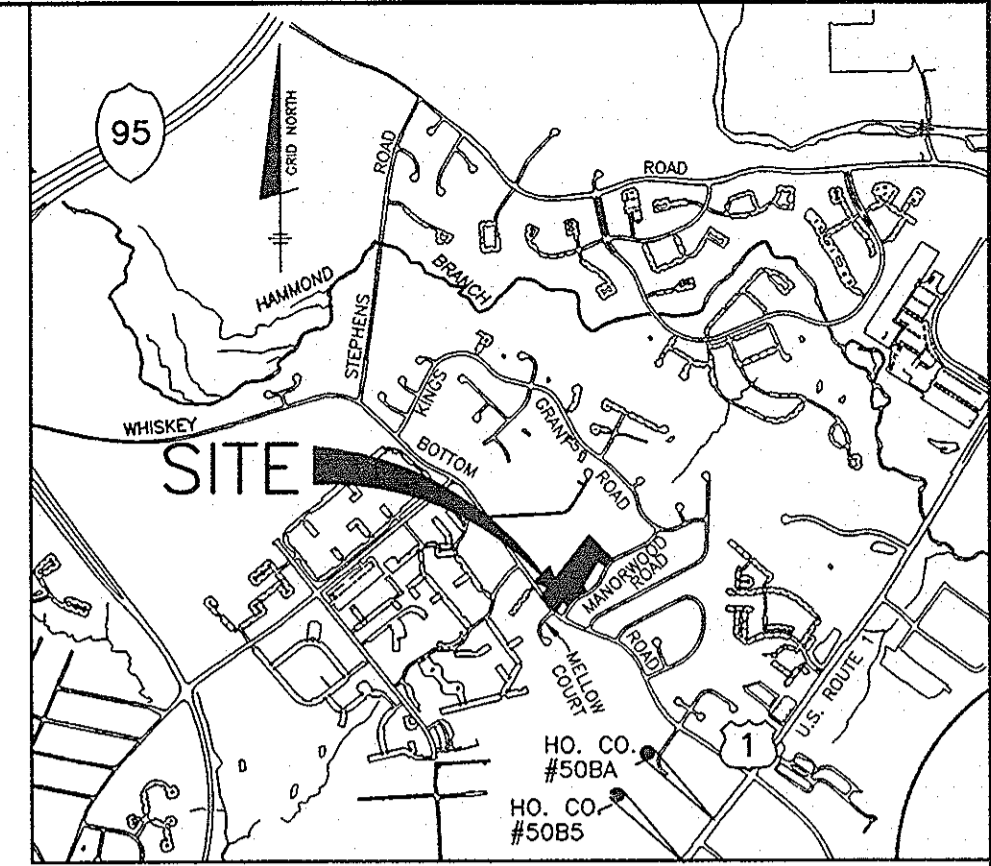 95
GRID NORTH
ROAD
ROAD
HAMMOND
BRANCH
STEPHENS
KINGS
GRANT
ROAD
WHISKEY
BOTTOM
SITE
MANORWOOD
ROAD
ROAD
MELLOW
COURT
U.S. ROUTE 1
1
HO. CO.
#50BA
HO. CO.
#50B5